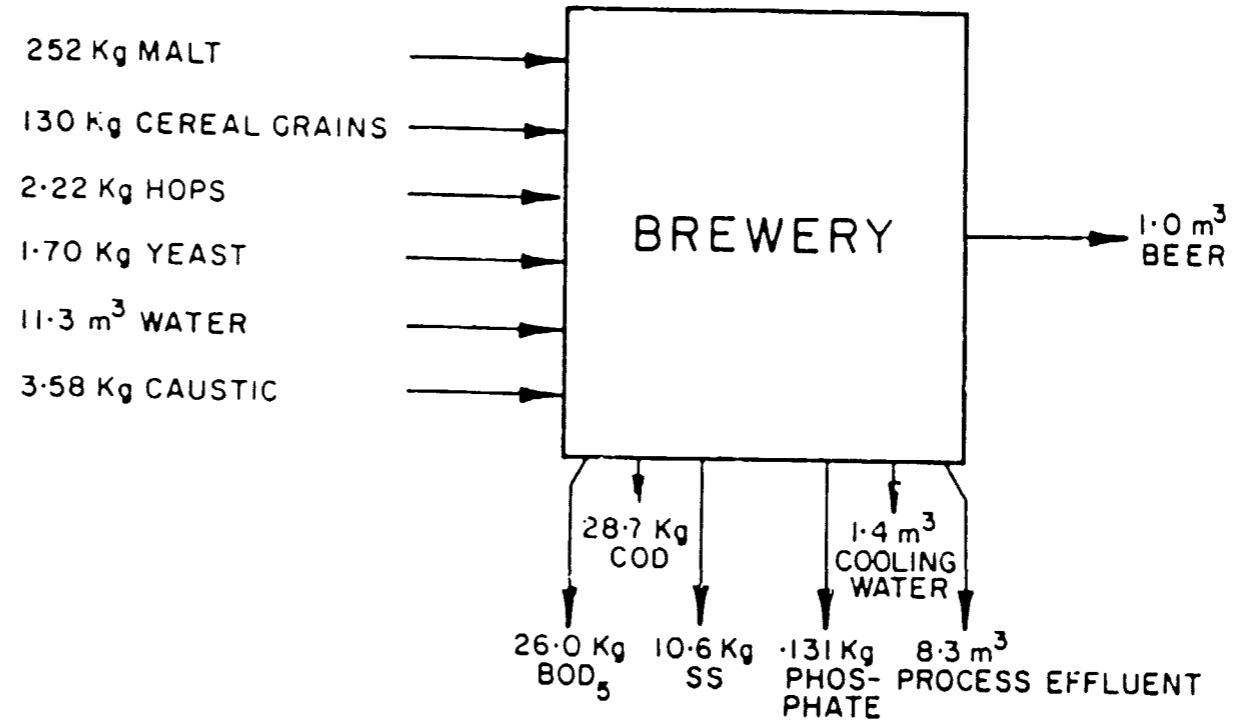 252 Kg MALT
130 Kg CEREAL GRAINS
2·22 Kg HOPS
1·70 Kg YEAST
11·3 m³ WATER
3·58 Kg CAUSTIC
BREWERY
1·0 m³
BEER
28·7 Kg
COD
1·4 m³
COOLING
WATER
26·0 Kg
BOD₅
10·6 Kg
SS
·131 Kg
PHOS-
PHATE
8·3 m³
PROCESS EFFLUENT